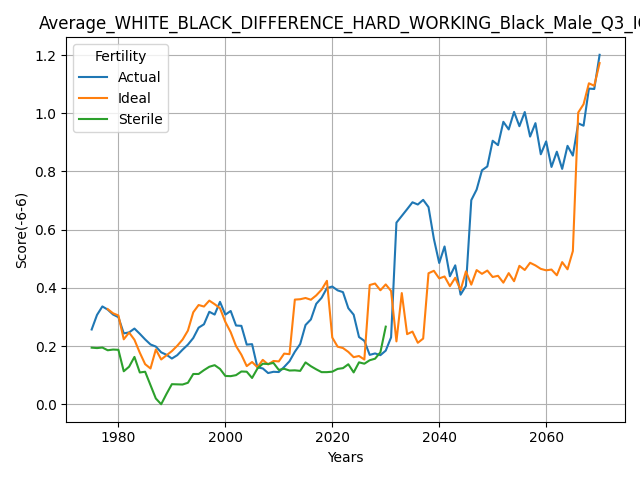 Average_WHITE_BLACK_DIFFERENCE_HARD_WORKING_Black_Male_Q3_I
Fertility
Actual
Ideal
Sterile
1.2
1.0
0.8
0.6
0.4
0.2
0.0
Score(-6-6)
1980
2000
2020
2040
2060
Years